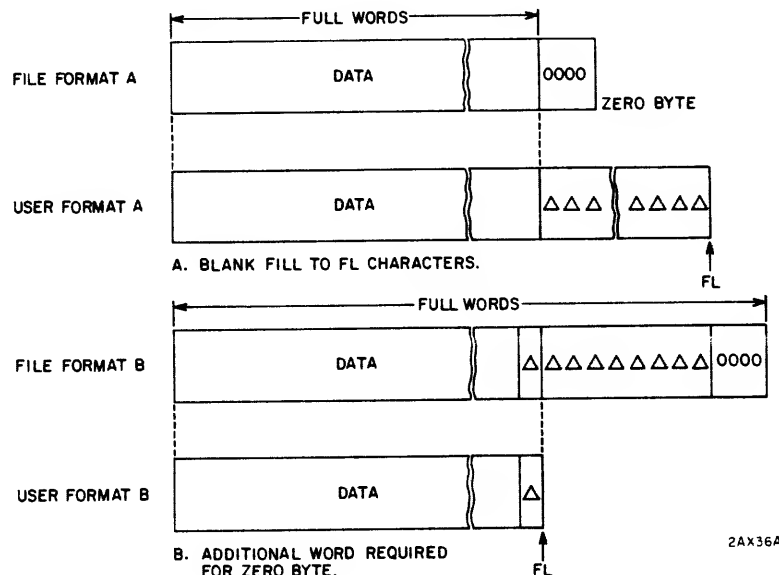 FULL WORDS
FILE FORMAT A DATA 0000
ZERO BYTE
USER FORMAT A DATA Δ Δ Δ Δ Δ Δ Δ
A. BLANK FILL TO FL CHARACTERS.
FL
FULL WORDS
FILE FORMAT B DATA Δ Δ Δ Δ Δ Δ Δ Δ Δ 0000
USER FORMAT B DATA Δ
2AX36A
B. ADDITIONAL WORD REQUIRED
FOR ZERO BYTE.
FL